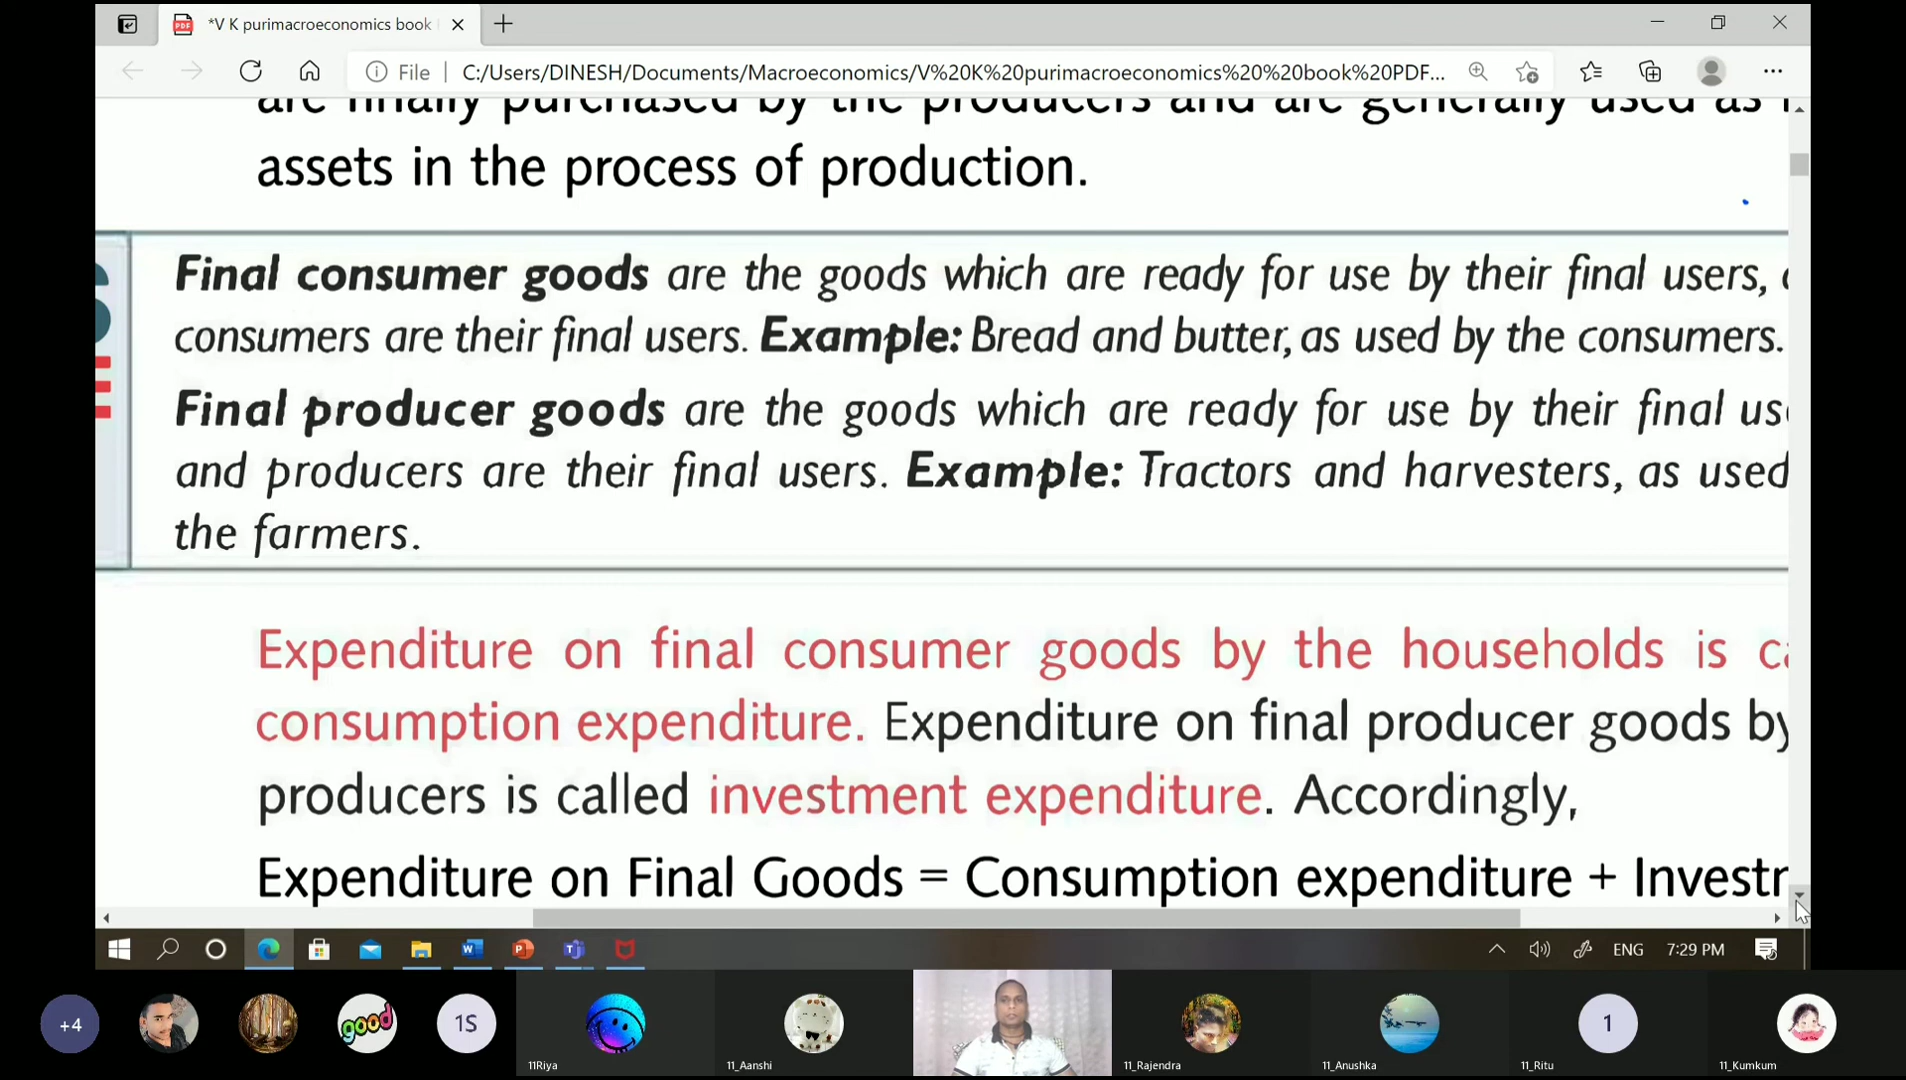 *V K purimacroeconomics book
File
C:/Users/DINESH/Documents/Macroeconomics/V%20K%20purimacroeconomics%20%20book%20PDF...
are finally purchased by the producers and are generally used as
assets in the process of production.
Final consumer goods are the goods which are ready for use by their final users,
consumers are their final users. Example: Bread and butter, as used by the consumers.
Final producer goods are the goods which are ready for use by their final
and producers are their final users. Example: Tractors and harvesters, as used
the farmers.
Expenditure on final consumer goods by the households is
consumption expenditure. Expenditure on final producer goods by
producers is called investment expenditure. Accordingly,
Expenditure on Final Goods = Consumption expenditure +
ENG 7:29 PM
+4
good
1S
11Riya
11_Aanshi
11_Rajendra
11_Anushka
1
11_Ritu
11_Kumkum